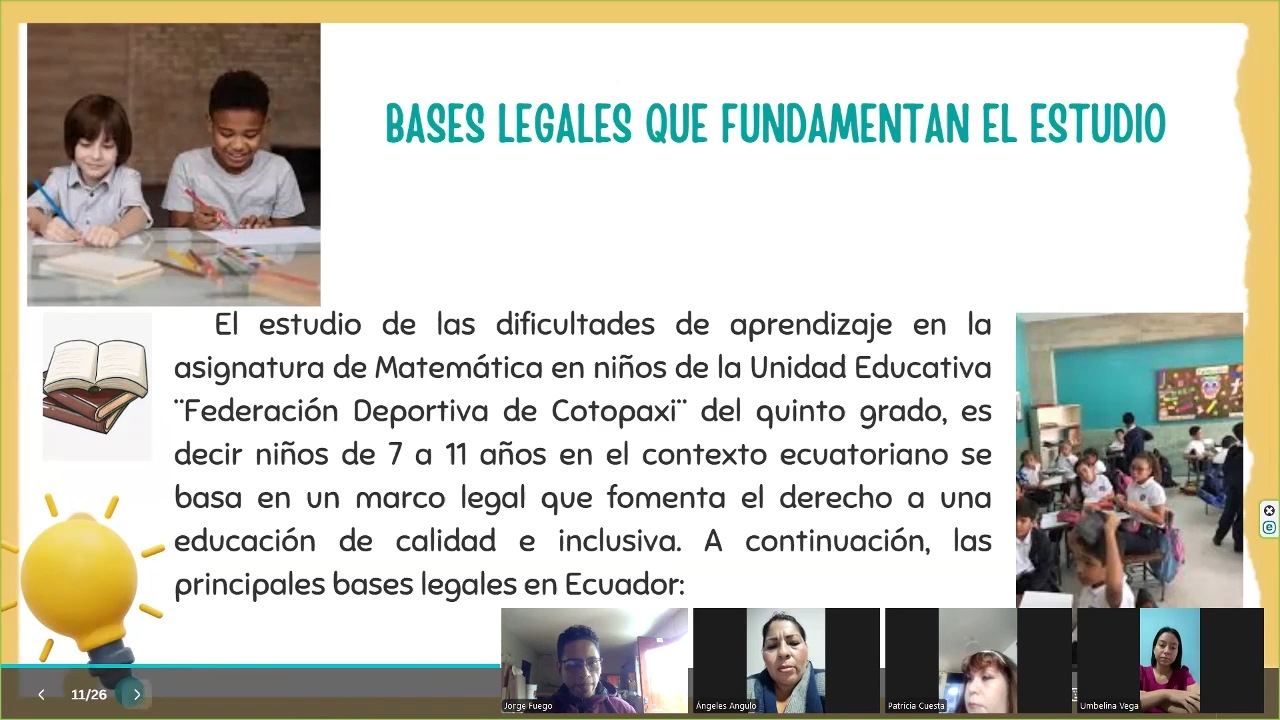 BASES LEGALES QUE FUNDAMENTAN EL ESTUDIO
El estudio de las dificultades de aprendizaje en la
asignatura de Matemática en niños de la Unidad Educativa
¨Federación Deportiva de Cotopaxi¨ del quinto grado, es
decir niños de 7 a 11 años en el contexto ecuatoriano se
basa en un marco legal que fomenta el derecho a una
educación de calidad e inclusiva. A continuación, las
principales bases legales en Ecuador:
11/26
Jorge Fuego
Angeles Angulo
Patricia Cuesta
Umbelina Vega